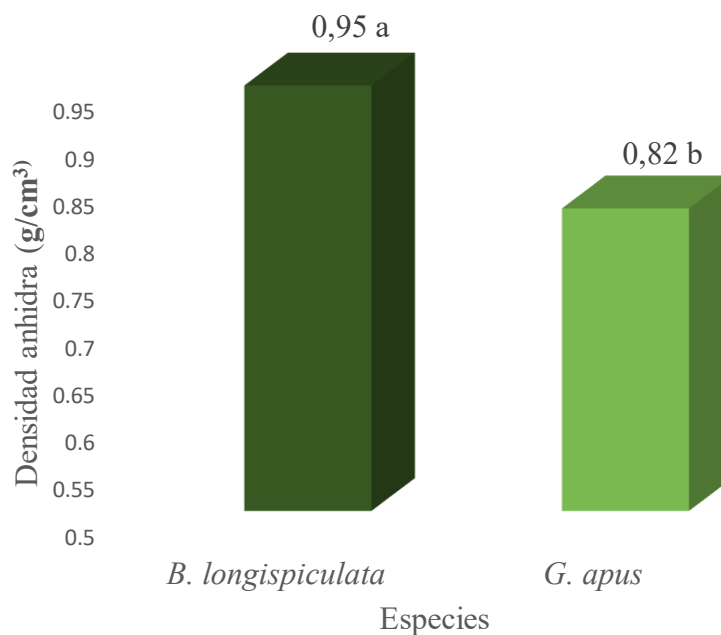 0,95 a
0,82 b
Densidad anhidra (g/cm³)
0.95
0.9
0.85
0.8
0.75
0.7
0.65
0.6
0.55
0.5
B. longispiculata
G. apus
Especies